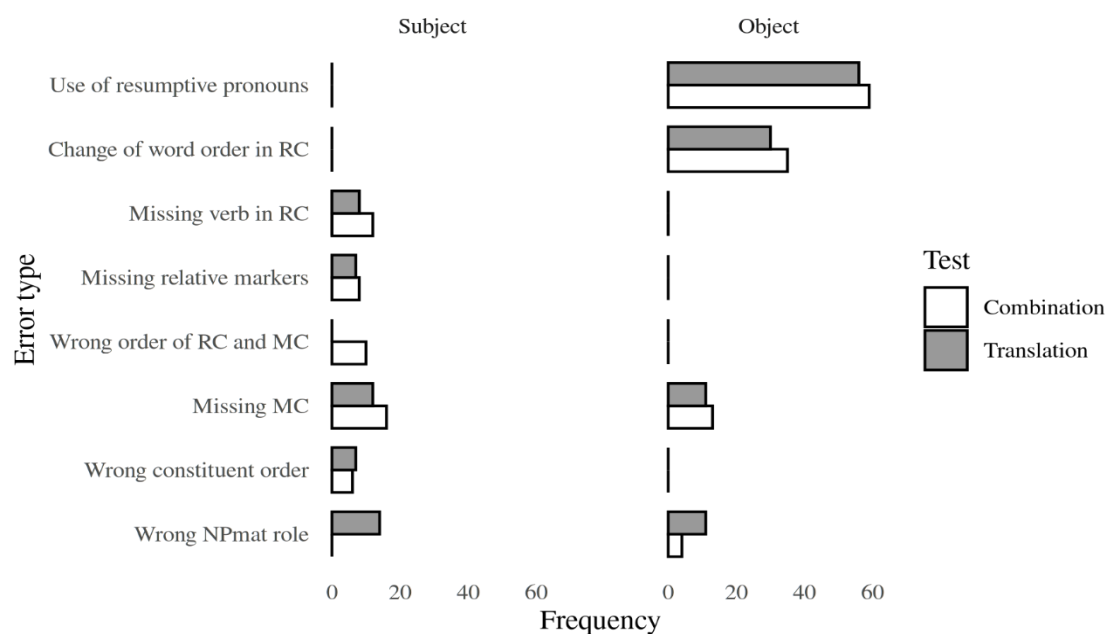 Subject Object
Use of resumptive pronouns
Change of word order in RC
Missing verb in RC
Missing relative markers
Wrong order of RC and MC
Missing MC
Wrong constituent order
Wrong NPmat role
Error type
0 20 40 60 0 20 40 60
Frequency
Test
Combination
Translation